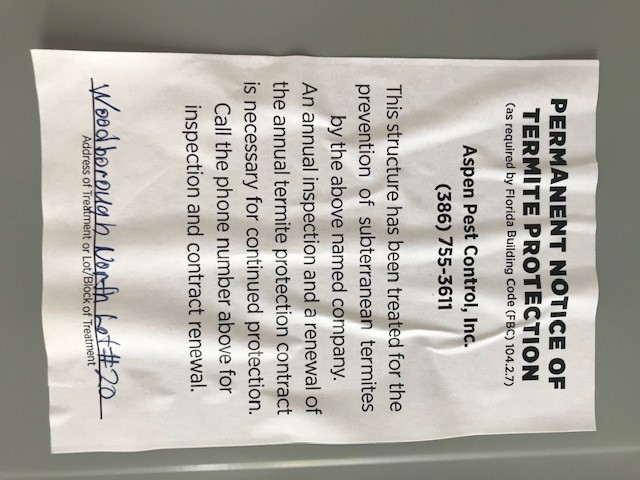 PERMANENT NOTICE OF
TERMITE PROTECTION
(as required by Florida Building Code (FBC) 104.2.7)
Aspen Pest Control, Inc.
(386) 755-3611
This structure has been treated for the
prevention of subterranean termites
by the above named company.
An annual inspection and a renewal of
the annual termite protection contract
is necessary for continued protection.
Call the phone number above for
inspection and contract renewal.
Woodborough North Lot #20
Address of Treatment or Lot/Block of Treatment